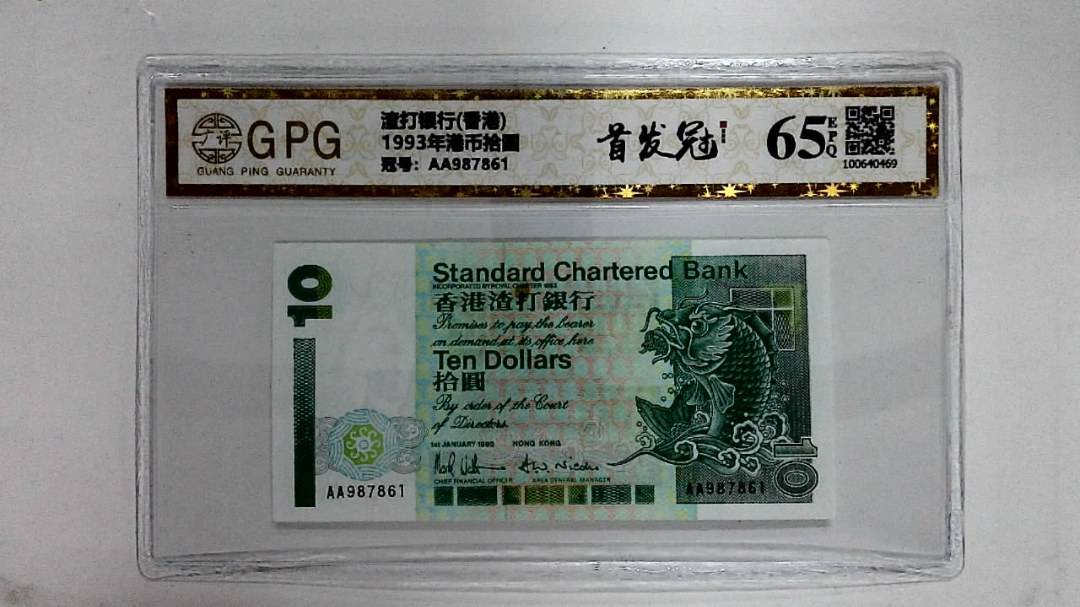 GPG
GUANG PING GUARANTY
渣打银行(香港)
1993年港币拾圆
冠号: AA987861
首发冠
65 EPQ
100640469
10
Standard Chartered Bank
INCORPORATED BY ROYAL CHARTER 1853
香港渣打銀行
Promises to pay the bearer
on demand at its office here
Ten Dollars
拾圓
By order of the Court
of Directors
1st JANUARY 1993 HONG KONG
CHIEF FINANCIAL OFFICER AREA GENERAL MANAGER
AA987861
AA987861
10